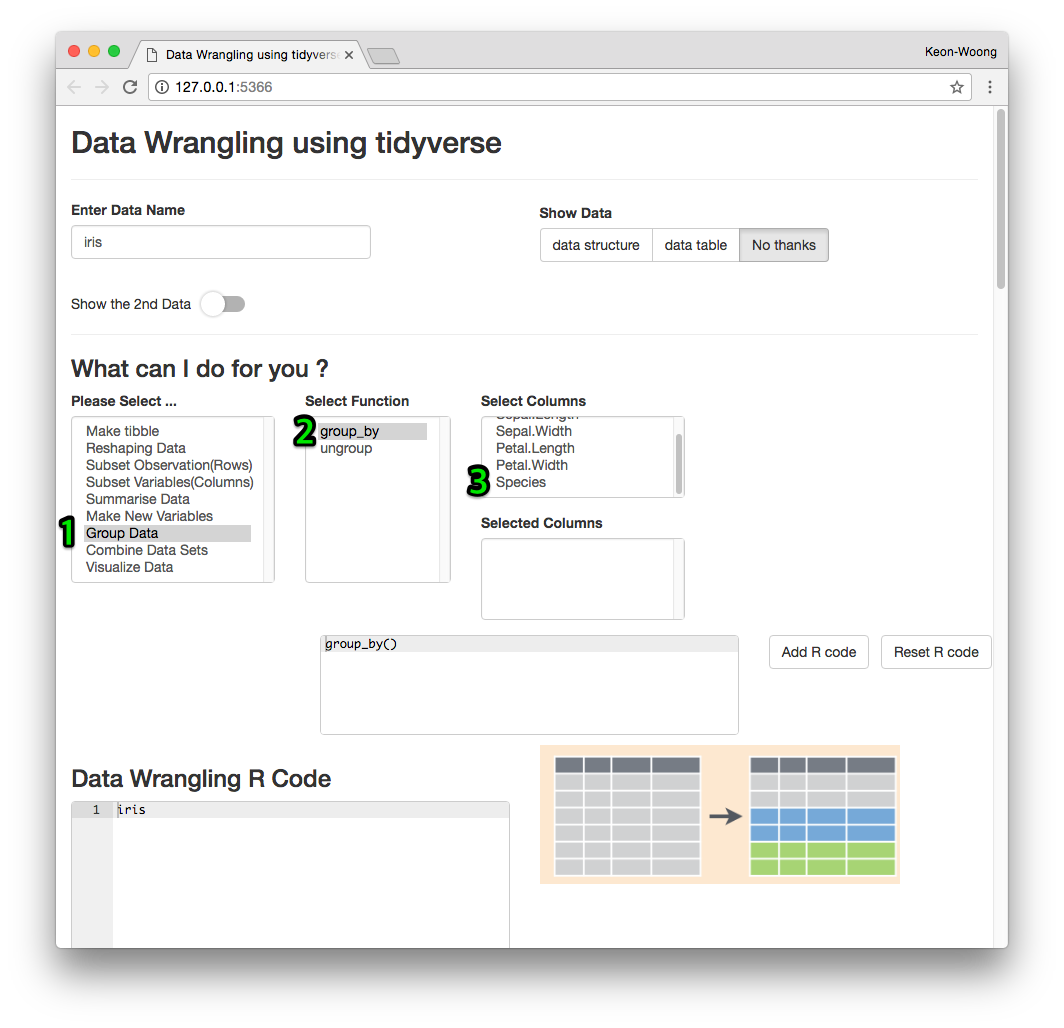 Data Wrangling using tidyvers
Keon-Woong
127.0.0.1:5366
Data Wrangling using tidyverse
Enter Data Name
iris
Show Data
data structure
data table
No thanks
Show the 2nd Data
What can I do for you ?
Please Select ...
Make tibble
Reshaping Data
Subset Observation(Rows)
Subset Variables(Columns)
Summarise Data
Make New Variables
1
Group Data
Combine Data Sets
Visualize Data
Select Function
2
group_by
ungroup
Select Columns
Sepal.Length
Sepal.Width
Petal.Length
Petal.Width
3
Species
Selected Columns
group_by()
Add R code
Reset R code
Data Wrangling R Code
1 iris